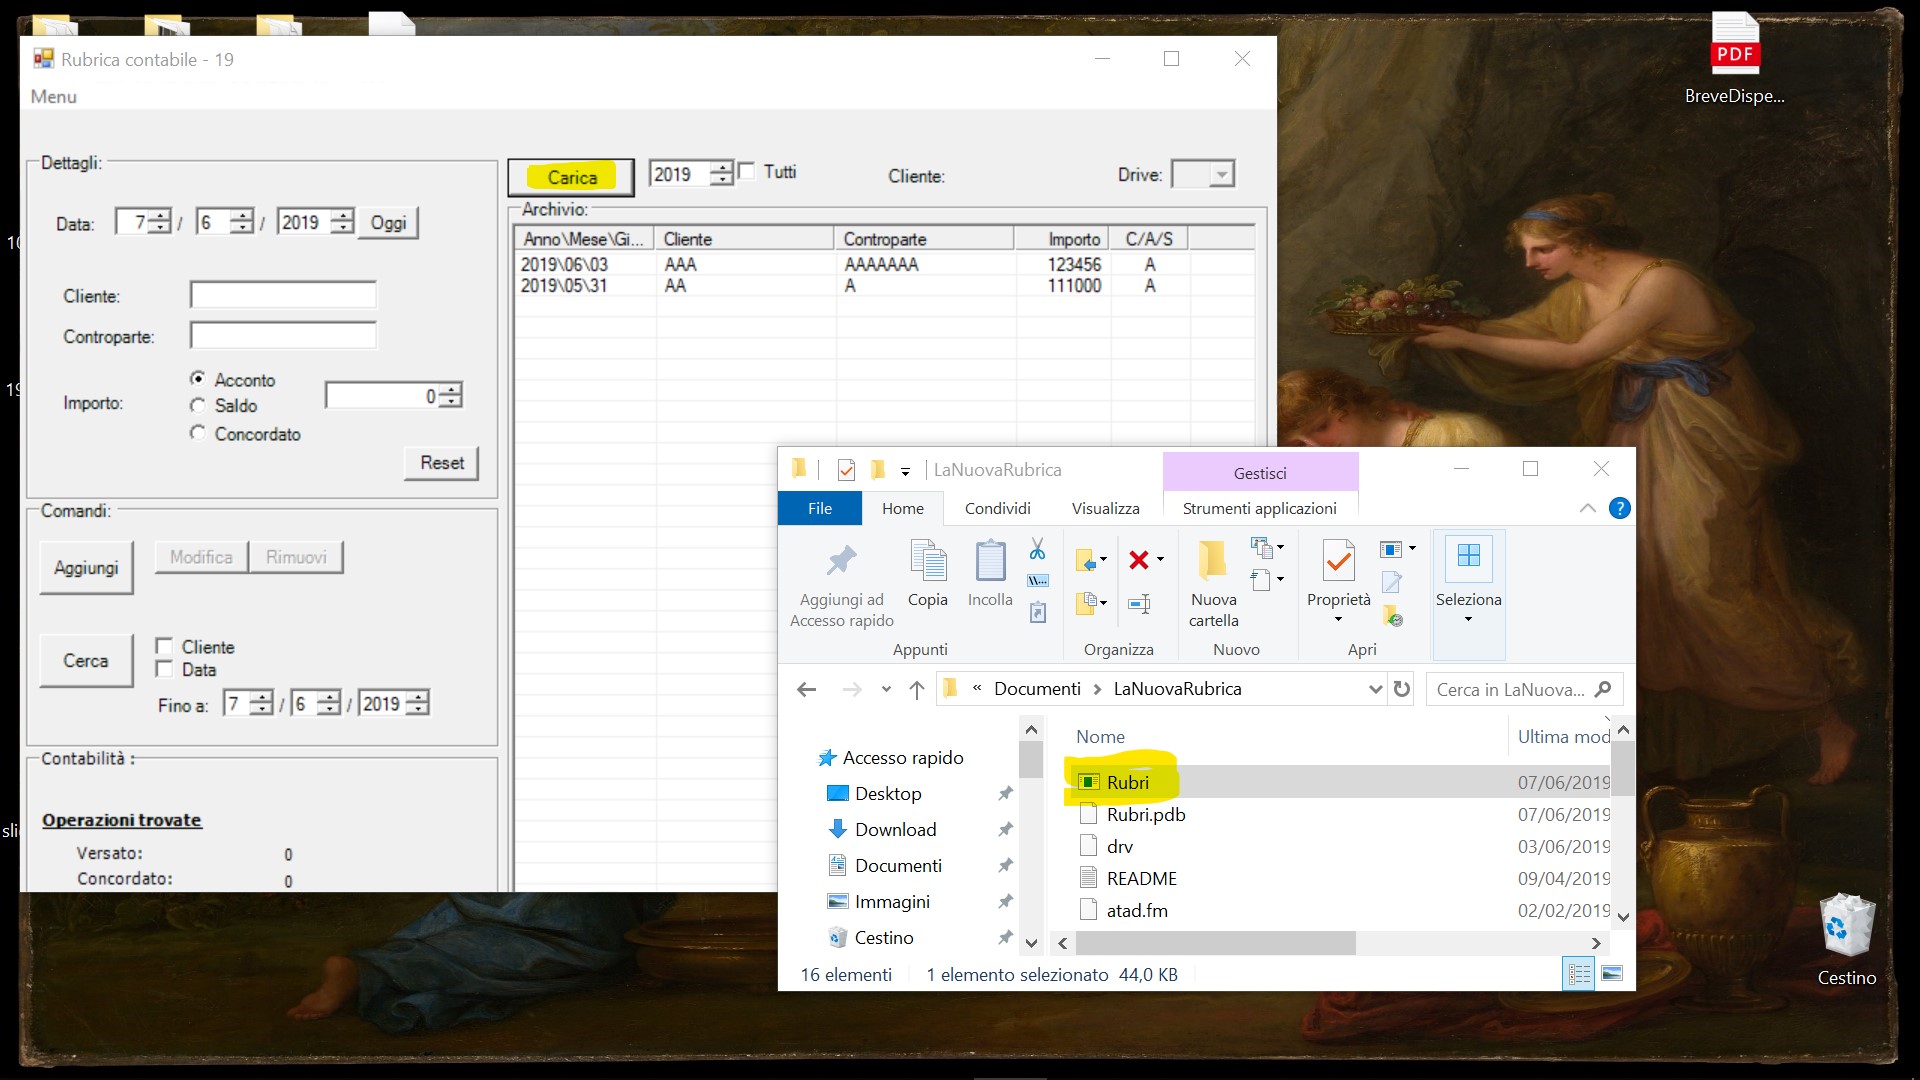 Rubrica contabile - 19
Menu
Dettagli:
Data: 7 / 6 / 2019 Oggi
Cliente:
Controparte:
Importo:
Acconto
Saldo
Concordato
0
Reset
Comandi:
Aggiungi Modifica Rimuovi
Cerca
Cliente
Data
Fino a: 7 / 6 / 2019
Contabilità :
Operazioni trovate
Versato: 0
Concordato: 0
Carica 2019 Tutti Cliente: Drive:
Archivio:
Anno\Mese\Gi... Cliente Controparte Importo C/A/S
2019\06\03 AAA AAAAAAA 123456 A
2019\05\31 AA A 111000 A
LaNuovaRubrica
Gestisci
File Home Condividi Visualizza Strumenti applicazioni
?
Aggiungi ad
Accesso rapido
Copia
Incolla
Appunti
Organizza
Nuova
cartella
Nuovo
Proprietà
Apri
Seleziona
« Documenti > LaNuovaRubrica
Cerca in LaNuova...
Accesso rapido
Desktop
Download
Documenti
Immagini
Cestino
Nome Ultima mod
Rubri 07/06/2019
Rubri.pdb 07/06/2019
drv 03/06/2019
README 09/04/2019
atad.fm 02/02/2019
16 elementi 1 elemento selezionato 44,0 KB
PDF
BreveDispe...
Cestino